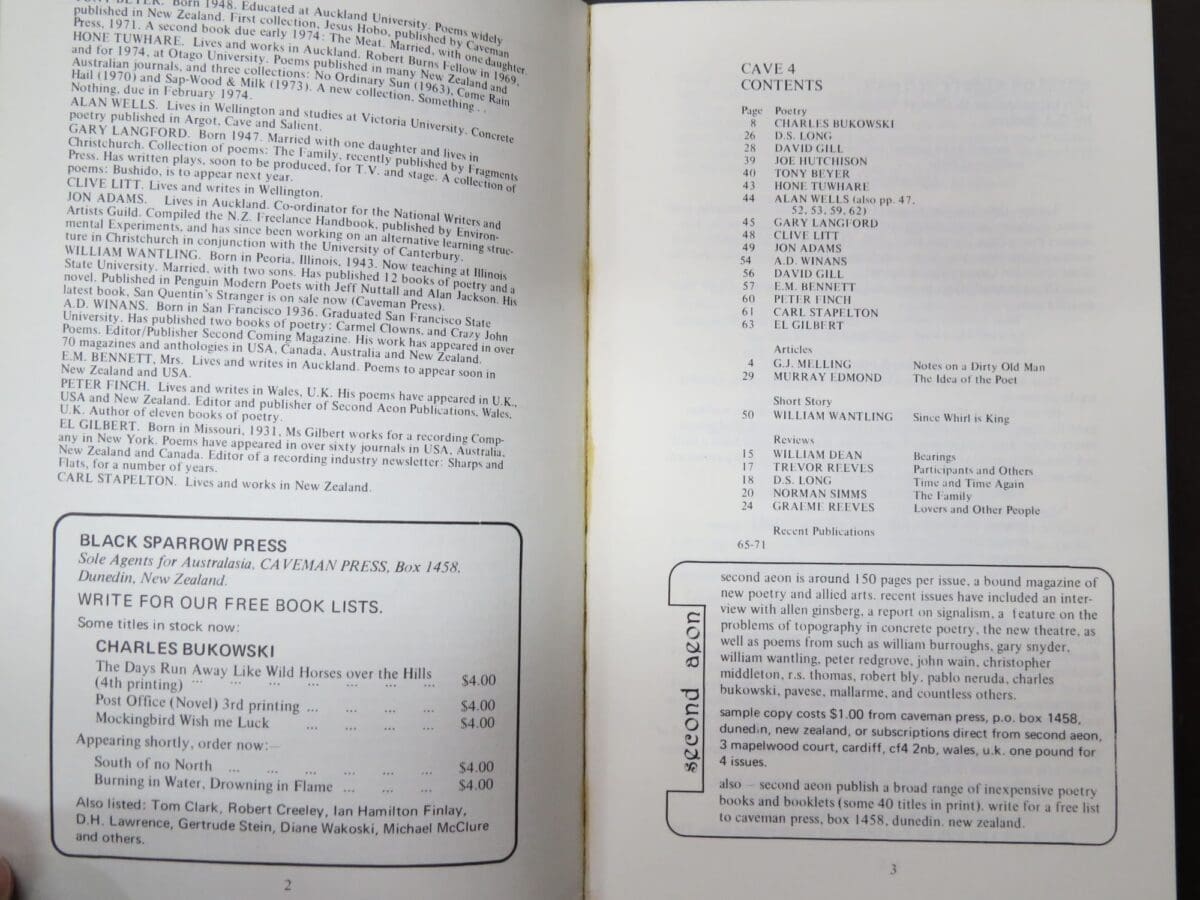 TONY BEYER. Born 1948. Educated at Auckland University. Poems widely
published in New Zealand. First collection, Jesus Hobo, published by Caveman
Press, 1971. A second book due early 1974: The Meat. Married, with one daughter.
HONE TUWHARE. Lives and works in Auckland. Robert Burns Fellow in 1969,
and for 1974, at Otago University. Poems published in many New Zealand and
Australian journals, and three collections: No Ordinary Sun (1963), Come Rain
Hail (1970) and Sap-Wood & Milk (1973). A new collection, Something . .
Nothing, due in February 1974.
ALAN WELLS. Lives in Wellington and studies at Victoria University. Concrete
poetry published in Argot, Cave and Salient.
GARY LANGFORD. Born 1947. Married with one daughter and lives in
Christchurch. Collection of poems: The Family, recently published by Fragments
Press. Has written plays, soon to be produced, for T.V. and stage. A collection of
poems: Bushido, is to appear next year.
CLIVE LITT. Lives and writes in Wellington.
JON ADAMS. Lives in Auckland. Co-ordinator for the National Writers and
Artists Guild. Compiled the N.Z. Freelance Handbook, published by Environ-
mental Experiments, and has since been working on an alternative learning struc-
ture in Christchurch in conjunction with the University of Canterbury.
WILLIAM WANTLING. Born in Peoria, Illinois, 1943. Now teaching at Illinois
State University. Married, with two sons. Has published 12 books of poetry and a
novel. Published in Penguin Modern Poets with Jeff Nuttall and Alan Jackson. His
latest book, San Quentin's Stranger is on sale now (Caveman Press).
A.D. WINANS. Born in San Francisco 1936. Graduated San Francisco State
University. Has published two books of poetry: Carmel Clowns, and Crazy John
Poems. Editor/Publisher Second Coming Magazine. His work has appeared in over
70 magazines and anthologies in USA, Canada, Australia and New Zealand.
E.M. BENNETT, Mrs. Lives and writes in Auckland. Poems to appear soon in
New Zealand and USA.
PETER FINCH. Lives and writes in Wales, U.K. His poems have appeared in U.K.,
USA and New Zealand. Editor and publisher of Second Aeon Publications, Wales,
U.K. Author of eleven books of poetry.
EL GILBERT. Born in Missouri, 1931, Ms Gilbert works for a recording Comp-
any in New York. Poems have appeared in over sixty journals in USA, Australia,
New Zealand and Canada. Editor of a recording industry newsletter: Sharps and
Flats, for a number of years.
CARL STAPELTON. Lives and works in New Zealand.
BLACK SPARROW PRESS
Sole Agents for Australasia, CAVEMAN PRESS, Box 1458,
Dunedin, New Zealand.
WRITE FOR OUR FREE BOOK LISTS.
Some titles in stock now:
CHARLES BUKOWSKI
The Days Run Away Like Wild Horses over the Hills
(4th printing) ... ... ... ... ... ... ... $4.00
Post Office (Novel) 3rd printing ... ... ... ... $4.00
Mockingbird Wish me Luck ... ... ... ... $4.00
Appearing shortly, order now:—
South of no North ... ... ... ... ... ... $4.00
Burning in Water, Drowning in Flame ... ... ... $4.00
Also listed: Tom Clark, Robert Creeley, Ian Hamilton Finlay,
D.H. Lawrence, Gertrude Stein, Diane Wakoski, Michael McClure
and others.
2
CAVE 4
CONTENTS
Page Poetry
8 CHARLES BUKOWSKI
26 D.S. LONG
28 DAVID GILL
39 JOE HUTCHISON
40 TONY BEYER
43 HONE TUWHARE
44 ALAN WELLS (also pp. 47,
52, 53, 59, 62)
45 GARY LANGFORD
48 CLIVE LITT
49 JON ADAMS
54 A.D. WINANS
56 DAVID GILL
57 E.M. BENNETT
60 PETER FINCH
61 CARL STAPELTON
63 EL GILBERT
Articles
4 G.J. MELLING Notes on a Dirty Old Man
29 MURRAY EDMOND The Idea of the Poet
Short Story
50 WILLIAM WANTLING Since Whirl is King
Reviews
15 WILLIAM DEAN Bearings
17 TREVOR REEVES Participants and Others
18 D.S. LONG Time and Time Again
20 NORMAN SIMMS The Family
24 GRAEME REEVES Lovers and Other People
Recent Publications
65-71
second aeon
second aeon is around 150 pages per issue, a bound magazine of
new poetry and allied arts. recent issues have included an inter-
view with allen ginsberg, a report on signalism, a feature on the
problems of topography in concrete poetry, the new theatre, as
well as poems from such as william burroughs, gary snyder,
william wantling, peter redgrove, john wain, christopher
middleton, r.s. thomas, robert bly. pablo neruda, charles
bukowski, pavese, mallarme, and countless others.
sample copy costs $1.00 from caveman press, p.o. box 1458,
dunedin, new zealand, or subscriptions direct from second aeon,
3 mapelwood court, cardiff, cf4 2nb, wales, u.k. one pound for
4 issues.
also — second aeon publish a broad range of inexpensive poetry
books and booklets (some 40 titles in print). write for a free list
to caveman press, box 1458, dunedin. new zealand.
3